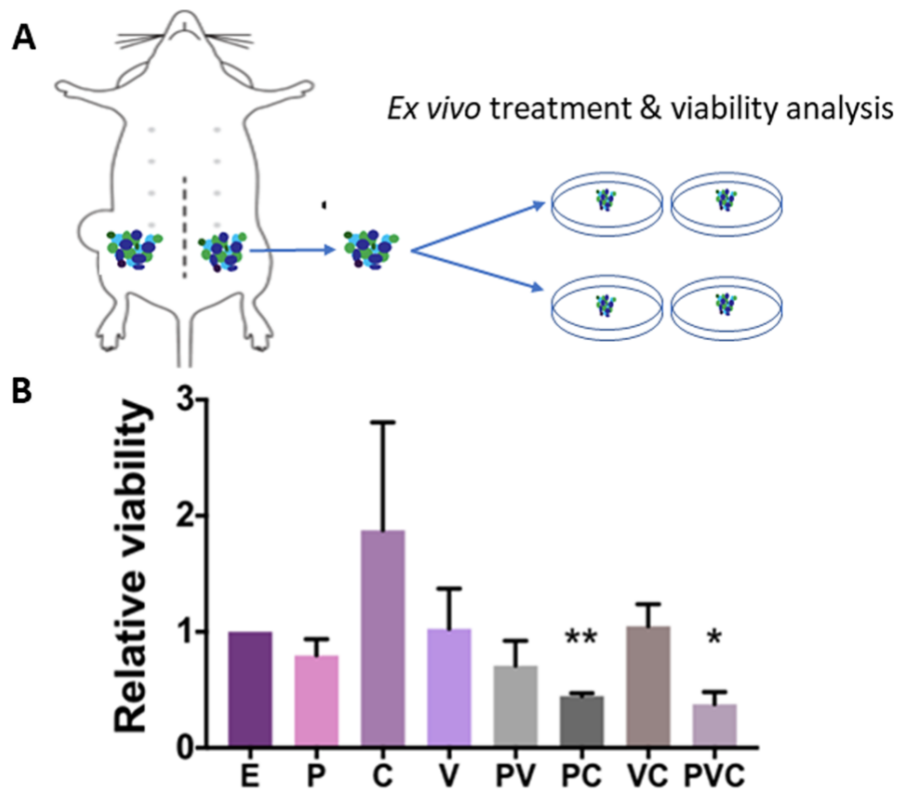 A
Ex vivo treatment & viability analysis
B
Relative viability
3
2
1
0
** *
E P C V PV PC VC PVC